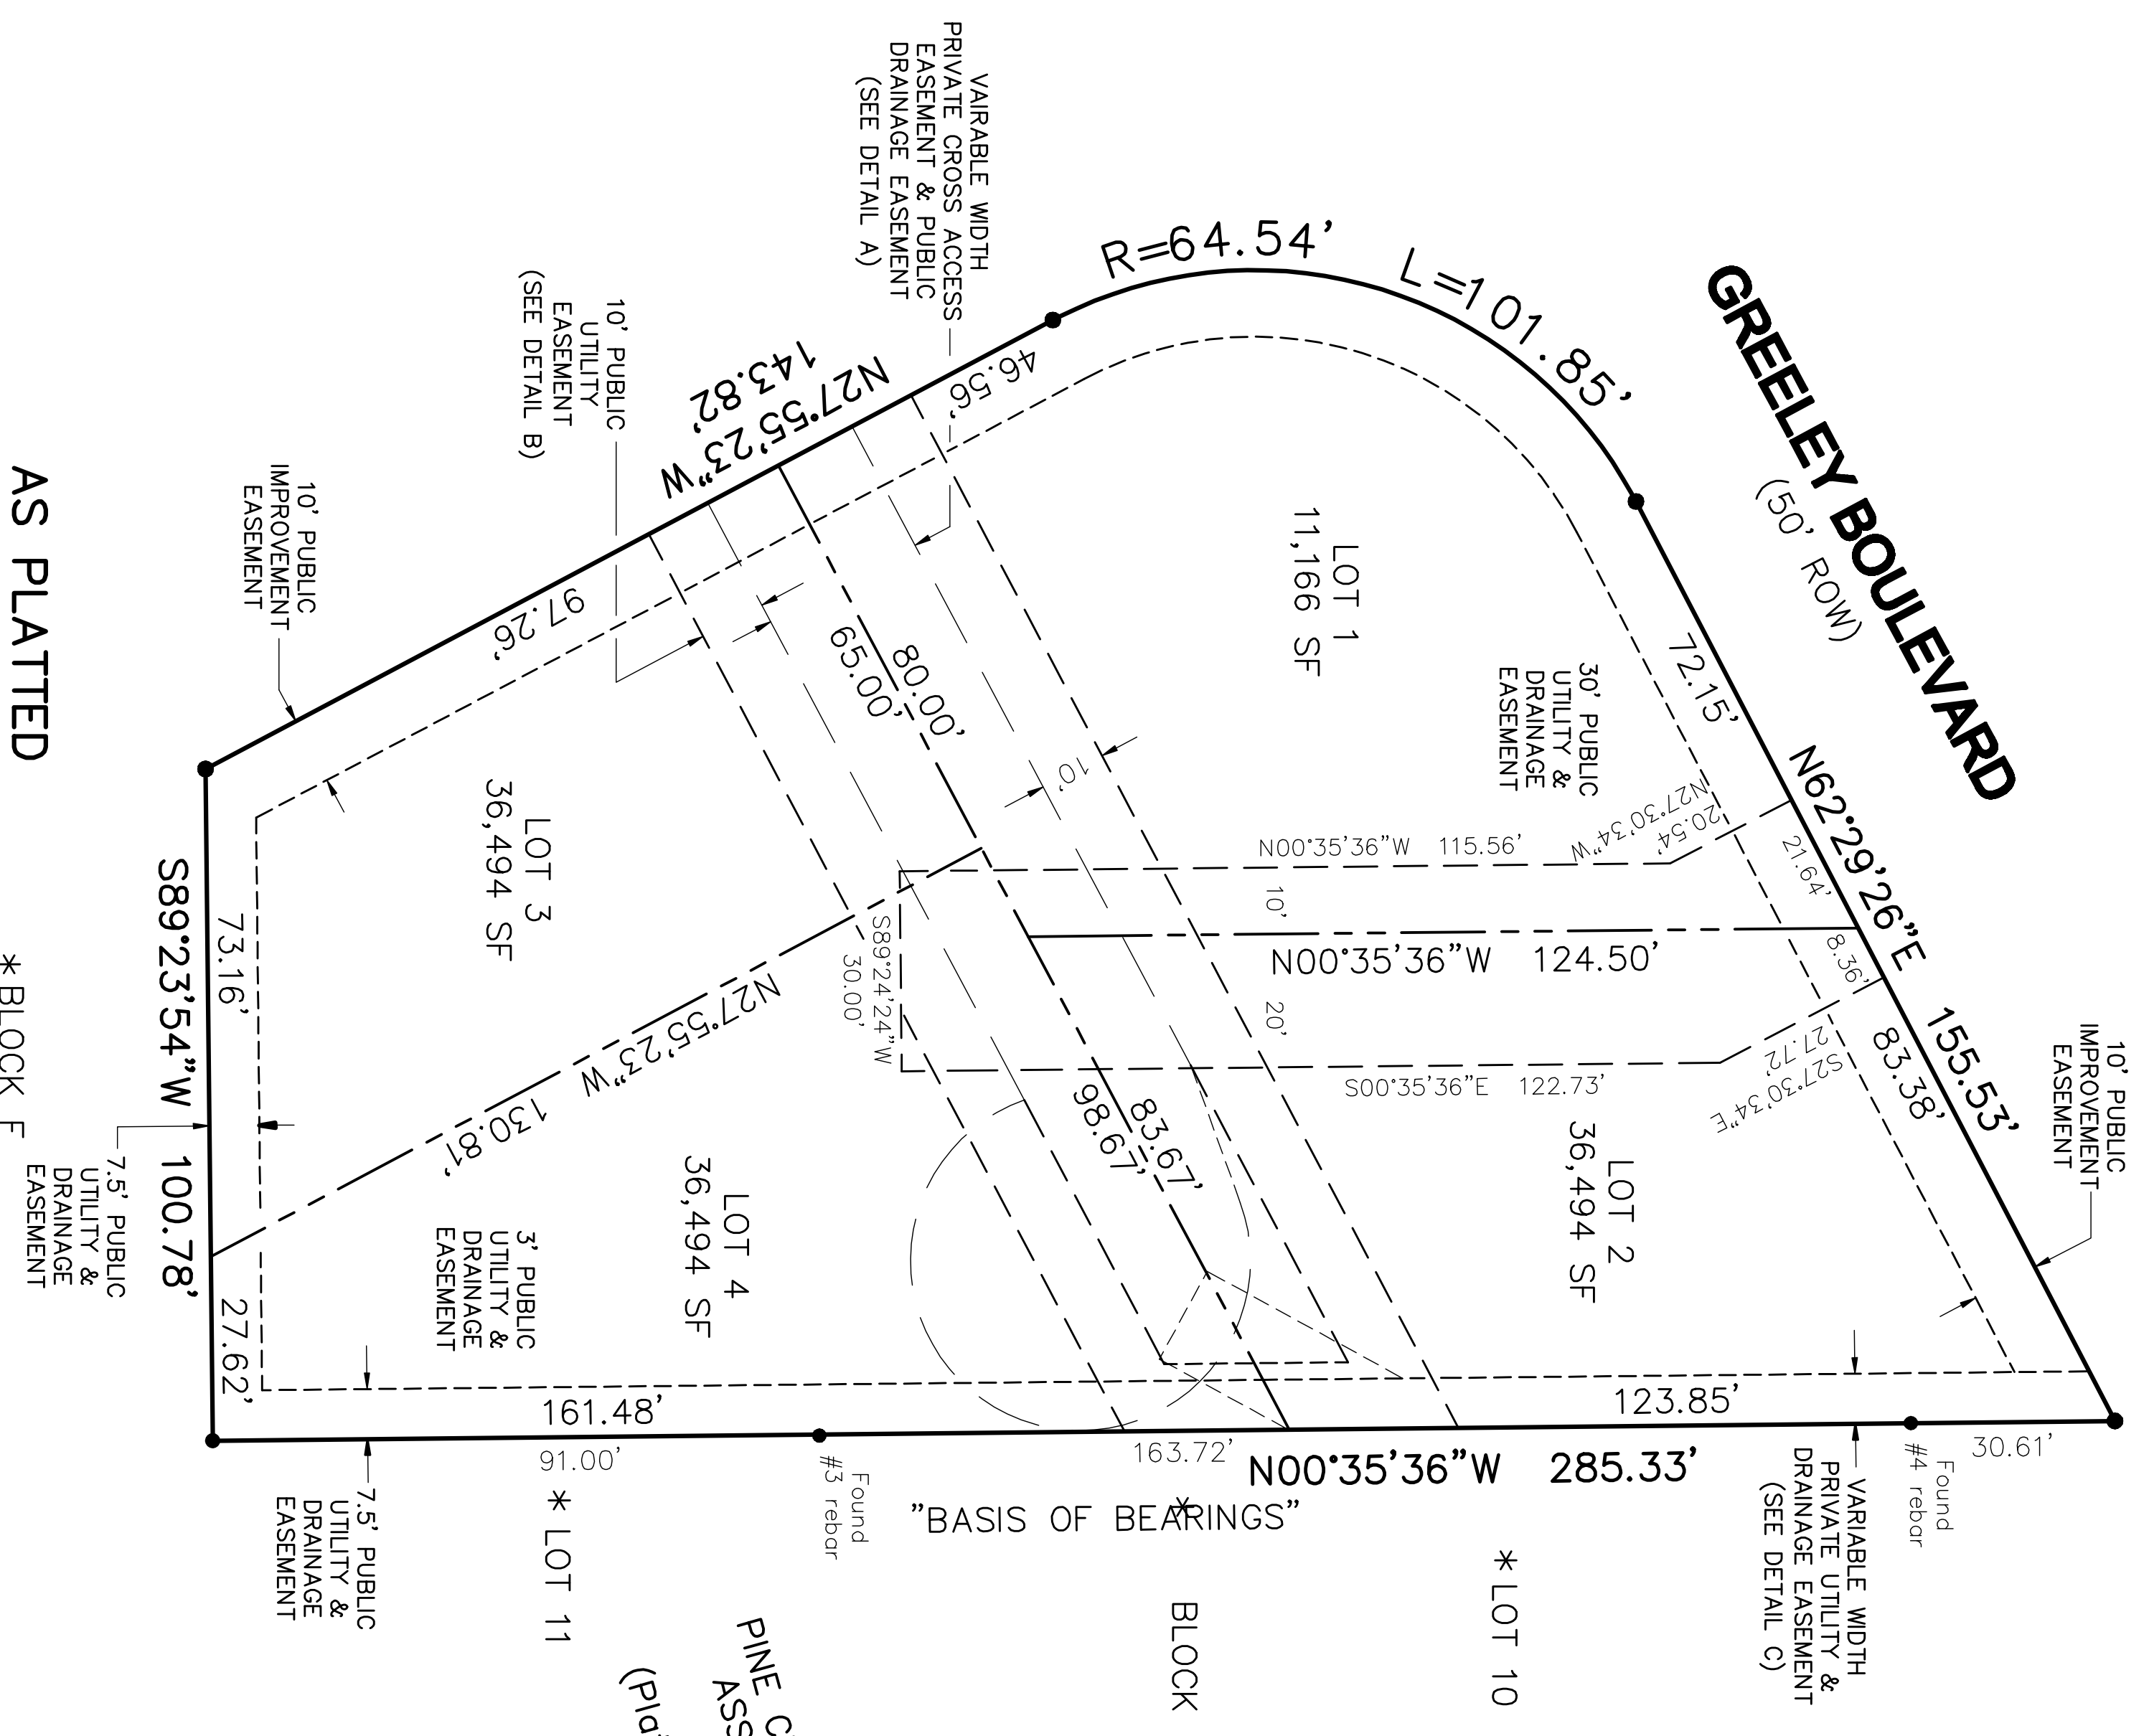 GREELEY BOULEVARD
(50' ROW)
R=64.54'
L=101.85'
VAIRABLE WIDTH
PRIVATE CROSS ACCESS
EASEMENT & PUBLIC
DRAINAGE EASEMENT
(SEE DETAIL A)
10' PUBLIC
UTILITY
EASEMENT
(SEE DETAIL B)
46.56'
N27°55'23"W
143.82'
97.26'
10' PUBLIC
IMPROVEMENT
EASEMENT
LOT 1
11,166 SF
30' PUBLIC
UTILITY &
DRAINAGE
EASEMENT
72.15'
N62°29'26"E
155.53'
21.64'
8.36'
83.38'
N27°30'34"W
20.54'
N00°35'36"W 115.56'
10'
10'
20'
N00°35'36"W 124.50'
S27°30'34"E
27.72'
S00°35'36"E 122.73'
S89°24'24"W
30.00'
80.00'
65.00'
83.67'
98.67'
10' PUBLIC
IMPROVEMENT
EASEMENT
LOT 2
36,494 SF
LOT 3
36,494 SF
LOT 4
36,494 SF
N27°55'23"W
130.81'
3' PUBLIC
UTILITY &
DRAINAGE
EASEMENT
73.16'
27.62'
S89°23'54"W 100.78'
7.5' PUBLIC
UTILITY &
DRAINAGE
EASEMENT
161.48'
123.85'
91.00'
163.72'
30.61'
N00°35'36"W 285.33'
"BASIS OF BEARINGS"
*
Found
#3 rebar
Found
#4 rebar
VARIABLE WIDTH
PRIVATE UTILITY &
DRAINAGE EASEMENT
(SEE DETAIL C)
7.5' PUBLIC
UTILITY &
DRAINAGE
EASEMENT
* LOT 11
* LOT 10
BLOCK
PINE
ASS
(Pla
AS PLATTED
* BLOCK F